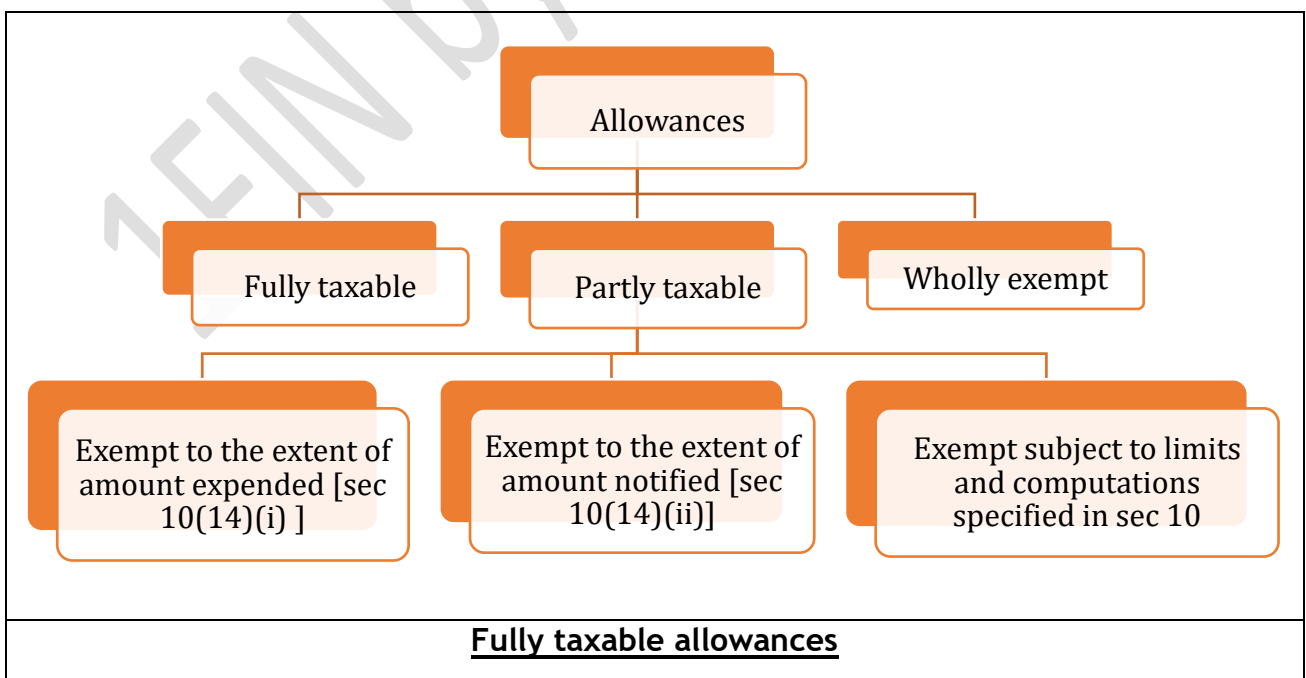 Allowances
Fully taxable
Partly taxable
Wholly exempt
Exempt to the extent of
amount expended [sec
10(14)(i) ]
Exempt to the extent of
amount notified [sec
10(14)(ii)]
Exempt subject to limits
and computations
specified in sec 10
Fully taxable allowances